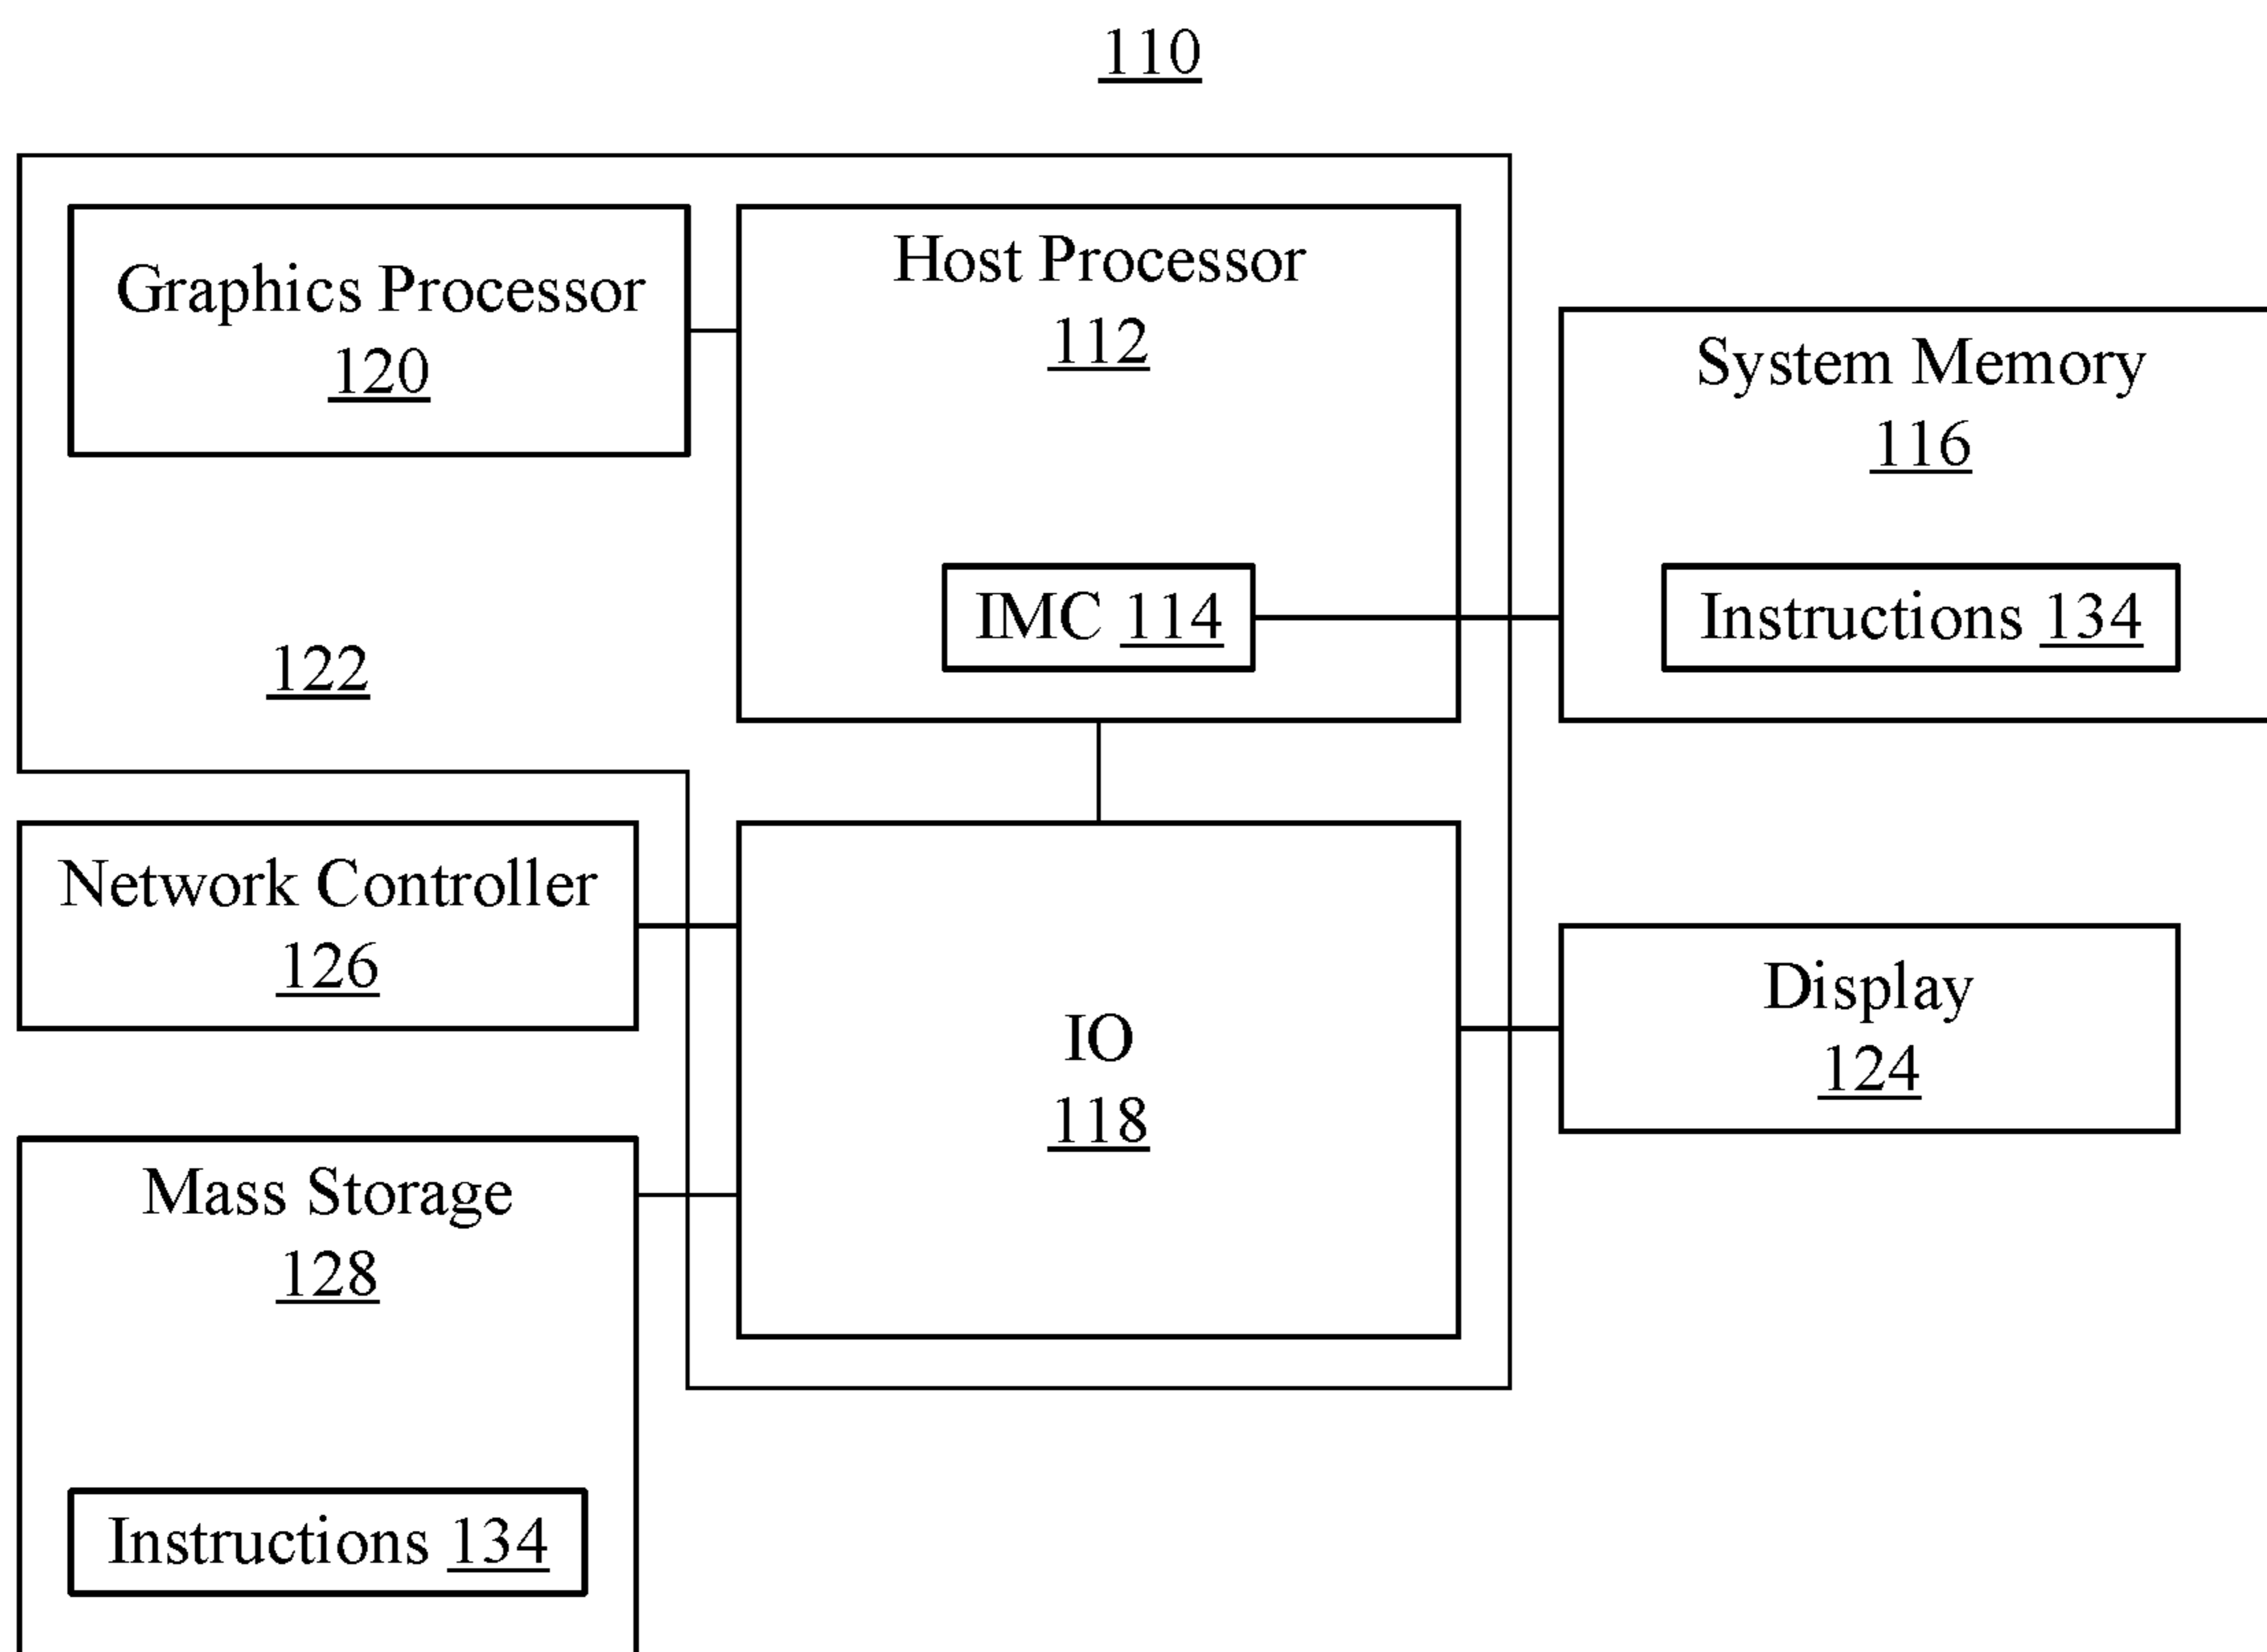 110
Graphics Processor
120
Host Processor
112
IMC 114
122
System Memory
116
Instructions 134
Network Controller
126
IO
118
Display
124
Mass Storage
128
Instructions 134